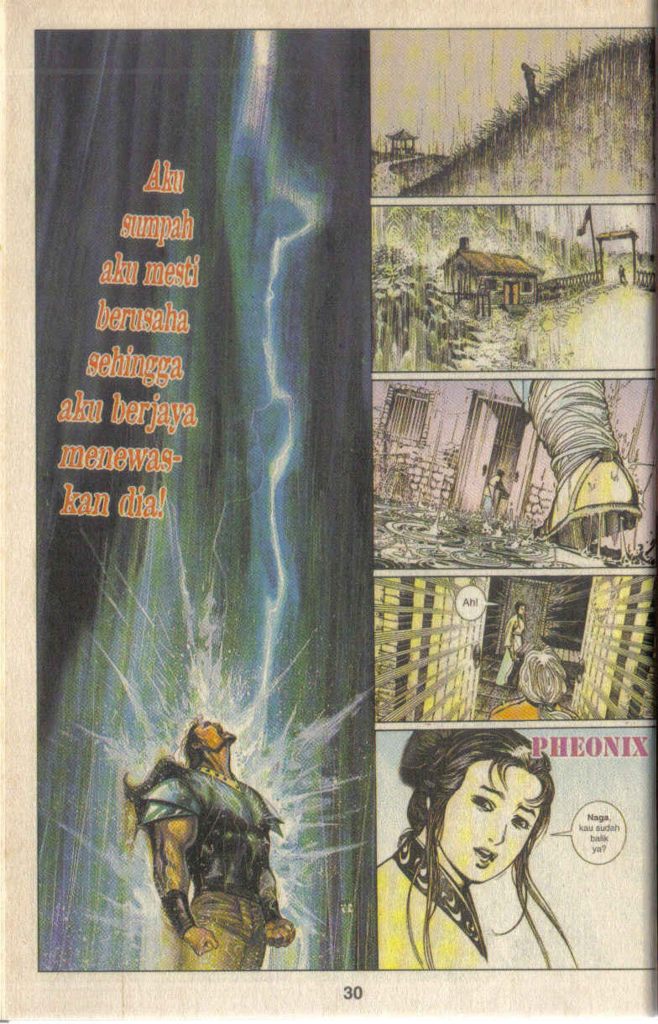 Aku
sumpah
aku mesti
berusaha
sehingga
aku berjaya
menewas-
kan dia!
Ah!
PHEONIX
Naga,
kau sudah
balik
ya?
30